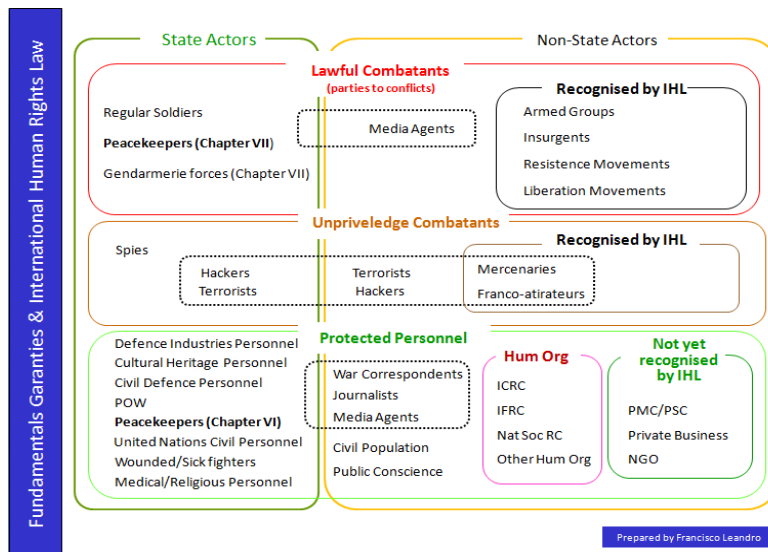 Fundamentals Garanties & International Human Rights Law
State Actors
Non-State Actors
Lawful Combatants
(parties to conflicts)
Regular Soldiers
Peacekeepers (Chapter VII)
Gendarmerie forces (Chapter VII)
Media Agents
Recognised by IHL
Armed Groups
Insurgents
Resistence Movements
Liberation Movements
Unpriveledge Combatants
Spies
Hackers
Terrorists
Terrorists
Hackers
Recognised by IHL
Mercenaries
Franco-atirateurs
Protected Personnel
Defence Industries Personnel
Cultural Heritage Personnel
Civil Defence Personnel
POW
Peacekeepers (Chapter VI)
United Nations Civil Personnel
Wounded/Sick fighters
Medical/Religious Personnel
War Correspondents
Journalists
Media Agents
Civil Population
Public Conscience
Hum Org
ICRC
IFRC
Nat Soc RC
Other Hum Org
Not yet
recognised
by IHL
PMC/PSC
Private Business
NGO
Prepared by Francisco Leandro